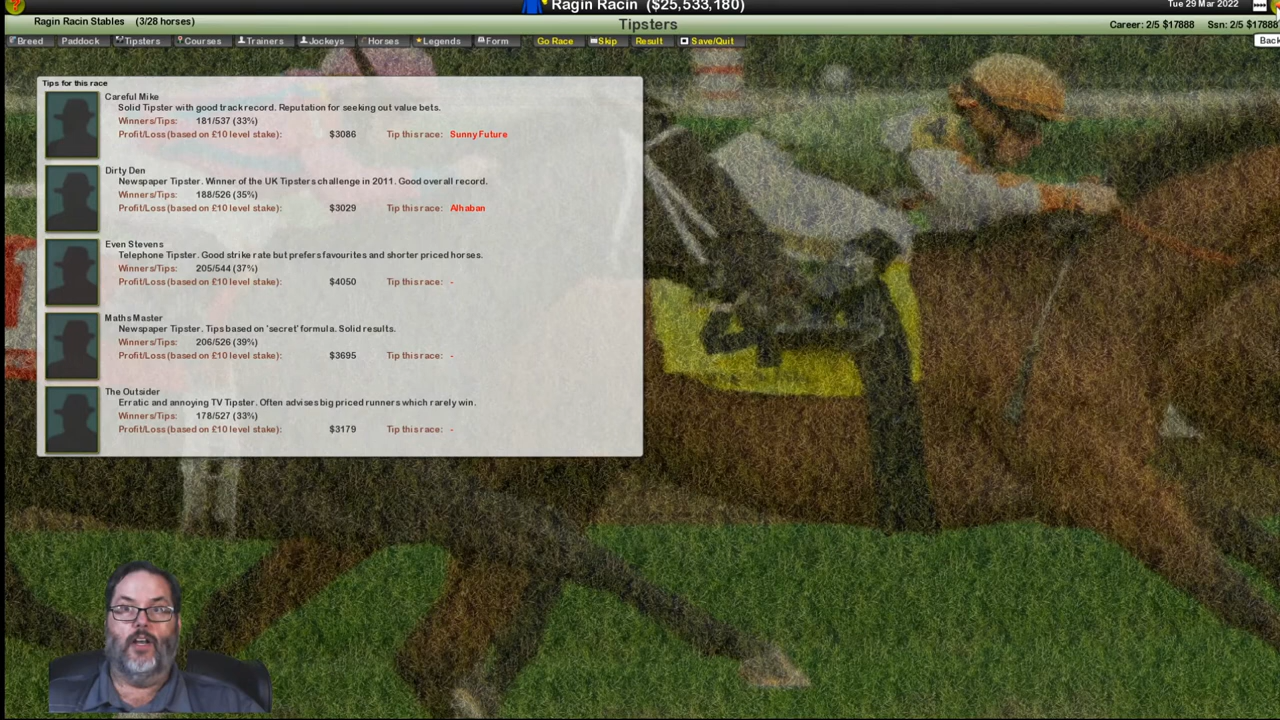 Ragin Racin ($25,533,180)
Tue 29 Mar 2022
Ragin Racin Stables (3/28 horses)
Tipsters
Career: 2/5 $17888 Ssn: 2/5 $17888
Breed Paddock Tipsters Courses Trainers Jockeys Horses Legends Form Go Race Skip Result Save/Quit
Back
Tips for this race
Careful Mike
Solid Tipster with good track record. Reputation for seeking out value bets.
Winners/Tips: 181/537 (33%)
Profit/Loss (based on £10 level stake): $3086 Tip this race: Sunny Future
Dirty Den
Newspaper Tipster. Winner of the UK Tipsters challenge in 2011. Good overall record.
Winners/Tips: 188/526 (35%)
Profit/Loss (based on £10 level stake): $3029 Tip this race: Alhaban
Even Stevens
Telephone Tipster. Good strike rate but prefers favourites and shorter priced horses.
Winners/Tips: 205/544 (37%)
Profit/Loss (based on £10 level stake): $4050 Tip this race: -
Maths Master
Newspaper Tipster. Tips based on 'secret' formula. Solid results.
Winners/Tips: 206/526 (39%)
Profit/Loss (based on £10 level stake): $3695 Tip this race: -
The Outsider
Erratic and annoying TV Tipster. Often advises big priced runners which rarely win.
Winners/Tips: 178/527 (33%)
Profit/Loss (based on £10 level stake): $3179 Tip this race: -